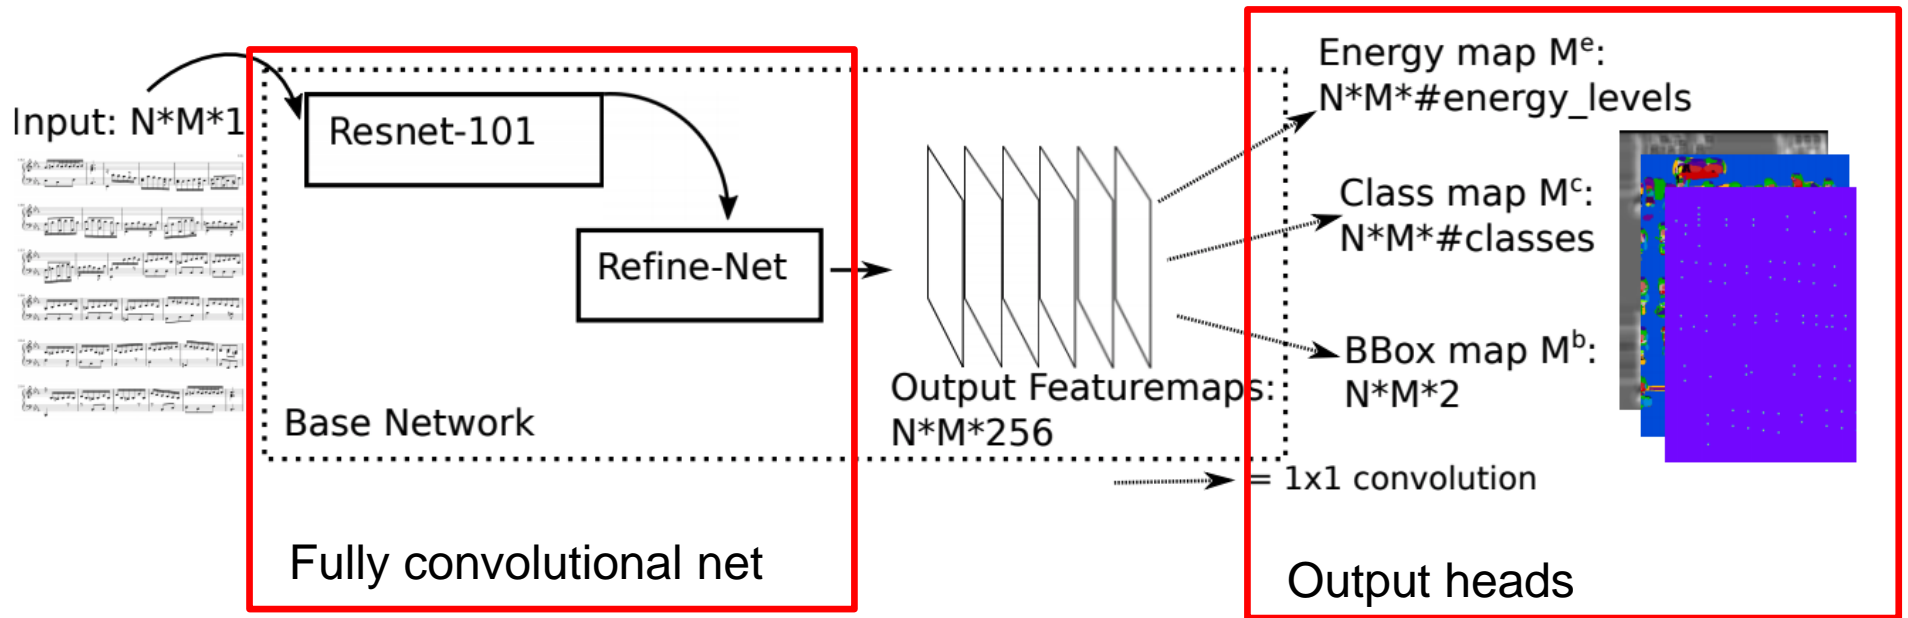 Input: N*M*1
Resnet-101
Refine-Net
Base Network
Output Featuremaps:
N*M*256
Energy map Mᵉ:
N*M*#energy_levels
Class map Mᶜ:
N*M*#classes
BBox map Mᵇ:
N*M*2
= 1x1 convolution
Fully convolutional net
Output heads